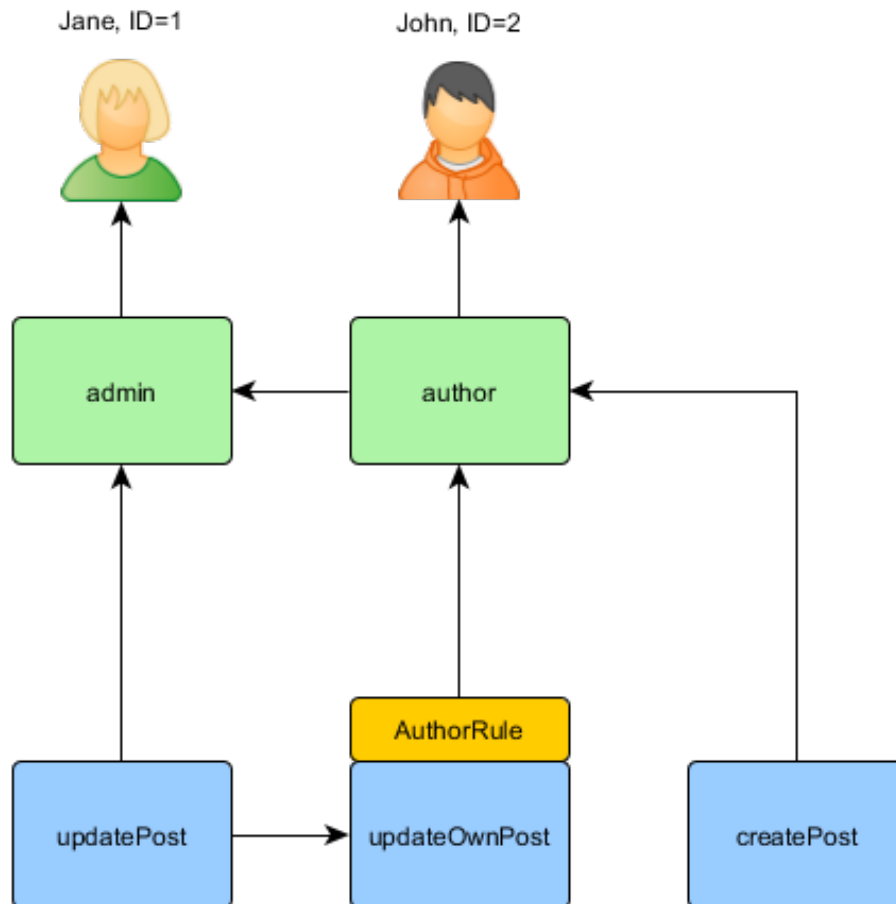 Jane, ID=1
John, ID=2
admin
author
AuthorRule
updatePost
updateOwnPost
createPost